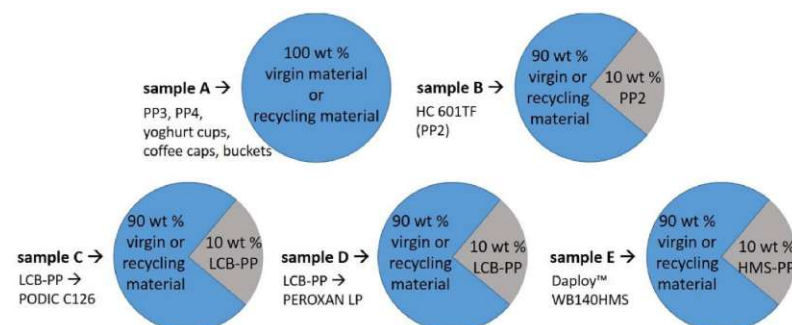 100 wt %
virgin material
or
recycling material
sample A →
PP3, PP4,
yoghurt cups,
coffee caps, buckets
90 wt %
virgin or
recycling
material
10 wt %
PP2
sample B →
HC 601TF
(PP2)
90 wt %
virgin or
recycling
material
10 wt %
LCB-PP
sample C →
LCB-PP →
PODIC C126
90 wt %
virgin or
recycling
material
10 wt %
LCB-PP
sample D →
LCB-PP →
PEROXAN LP
90 wt %
virgin or
recycling
material
10 wt %
HMS-PP
sample E →
Daploy™
WB140HMS